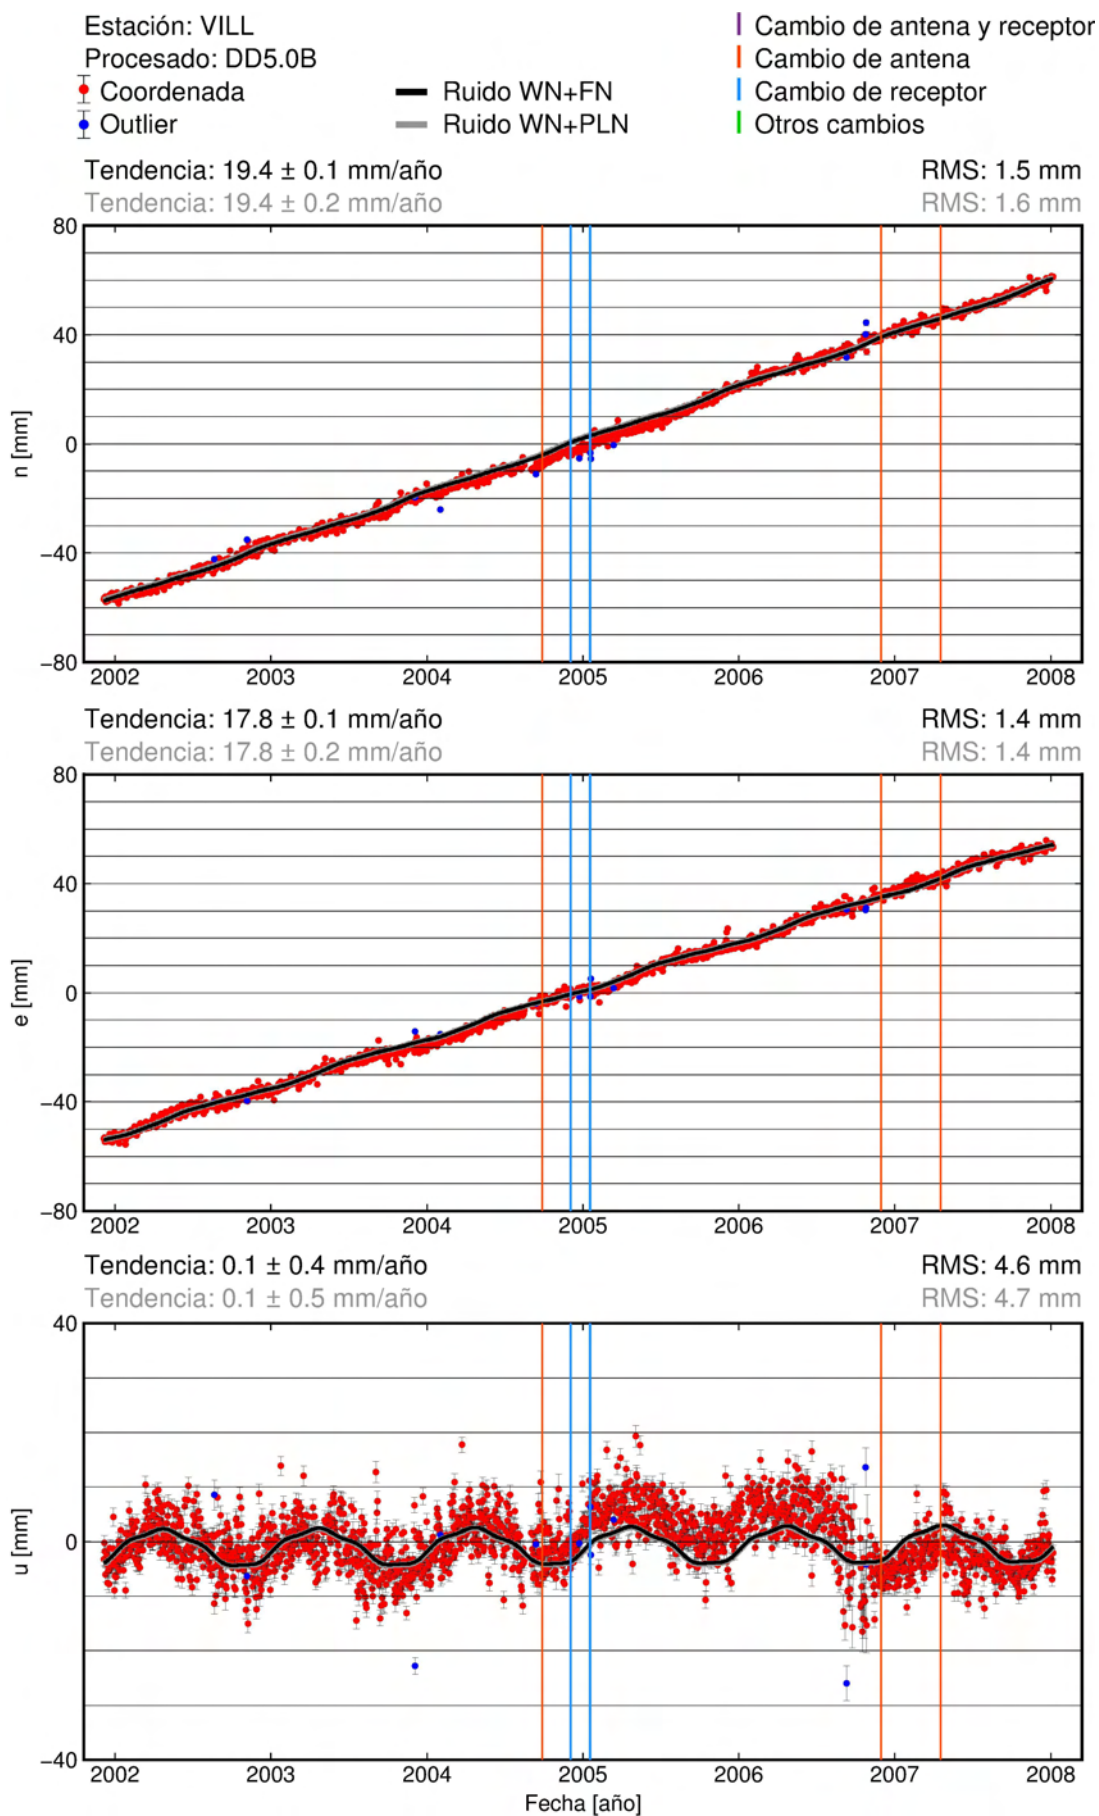 Estación: VILL
Procesado: DD5.0B
Coordenada
Outlier
Ruido WN+FN
Ruido WN+PLN
Cambio de antena y receptor
Cambio de antena
Cambio de receptor
Otros cambios
Tendencia: 19.4 ± 0.1 mm/año RMS: 1.5 mm
Tendencia: 19.4 ± 0.2 mm/año RMS: 1.6 mm
80
40
0
−40
−80
n [mm]
2002 2003 2004 2005 2006 2007 2008
Tendencia: 17.8 ± 0.1 mm/año RMS: 1.4 mm
Tendencia: 17.8 ± 0.2 mm/año RMS: 1.4 mm
80
40
0
−40
−80
e [mm]
2002 2003 2004 2005 2006 2007 2008
Tendencia: 0.1 ± 0.4 mm/año RMS: 4.6 mm
Tendencia: 0.1 ± 0.5 mm/año RMS: 4.7 mm
40
0
−40
u [mm]
2002 2003 2004 2005 2006 2007 2008
Fecha [año]